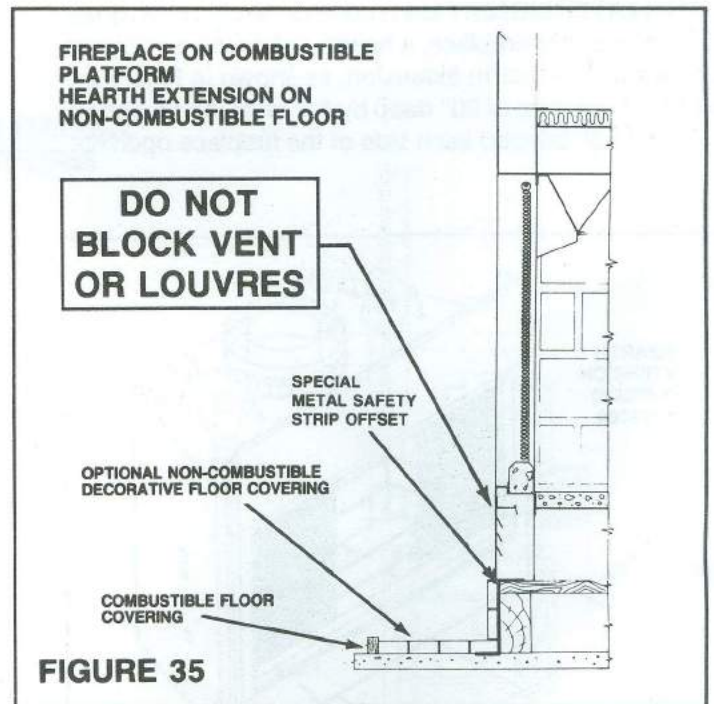 FIREPLACE ON COMBUSTIBLE
PLATFORM
HEARTH EXTENSION ON
NON-COMBUSTIBLE FLOOR
DO NOT
BLOCK VENT
OR LOUVRES
SPECIAL
METAL SAFETY
STRIP OFFSET
OPTIONAL NON-COMBUSTIBLE
DECORATIVE FLOOR COVERING
COMBUSTIBLE FLOOR
COVERING
FIGURE 35